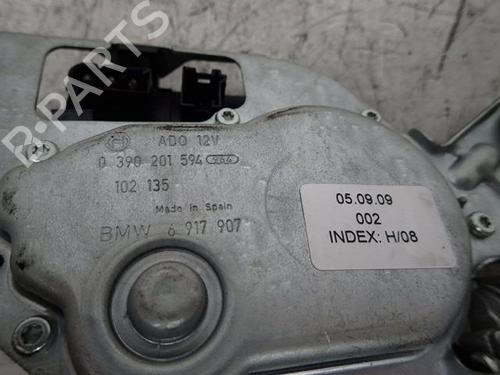 R-PARTS
ADO 12V
0 390 201 594
102 135
Made in Spain
BMW 6 917 907
05.09.09
002
INDEX: H/08